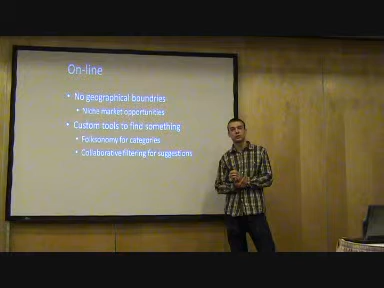 On-line
• No geographical boundries
• Niche market opportunities
• Custom tools to find something
• Folksonomy for categories
• Collaborative filtering for suggestions